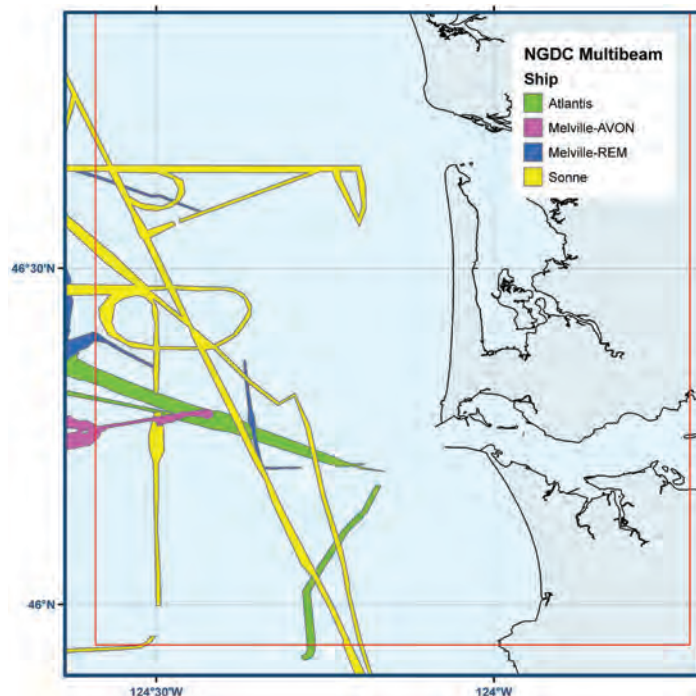 NGDC Multibeam
Ship
Atlantis
Melville-AVON
Melville-REM
Sonne
46°30'N
46°N
124°30'W
124°W